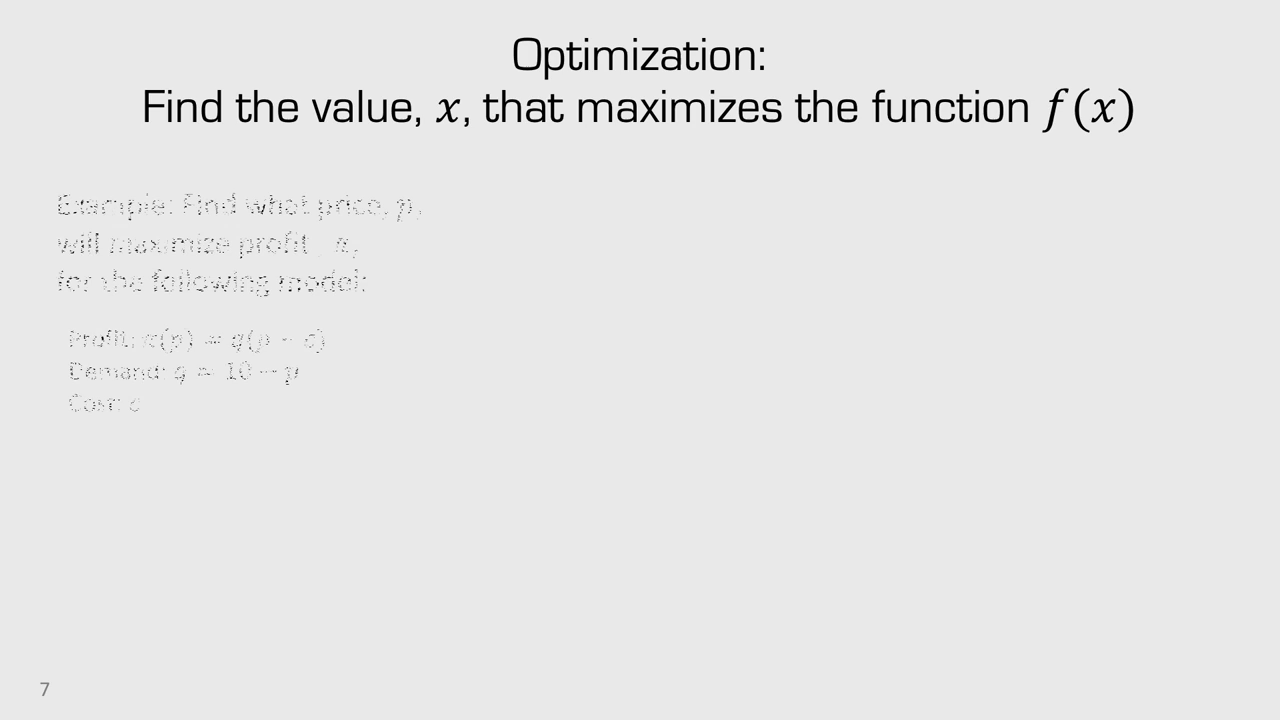 Optimization:
Find the value, x, that maximizes the function f(x)
Example: Find what price, p,
will maximize profit, π,
for the following model:
Profit: π(p) = q(p − c)
Demand: q = 10 − p
Cost: c
7